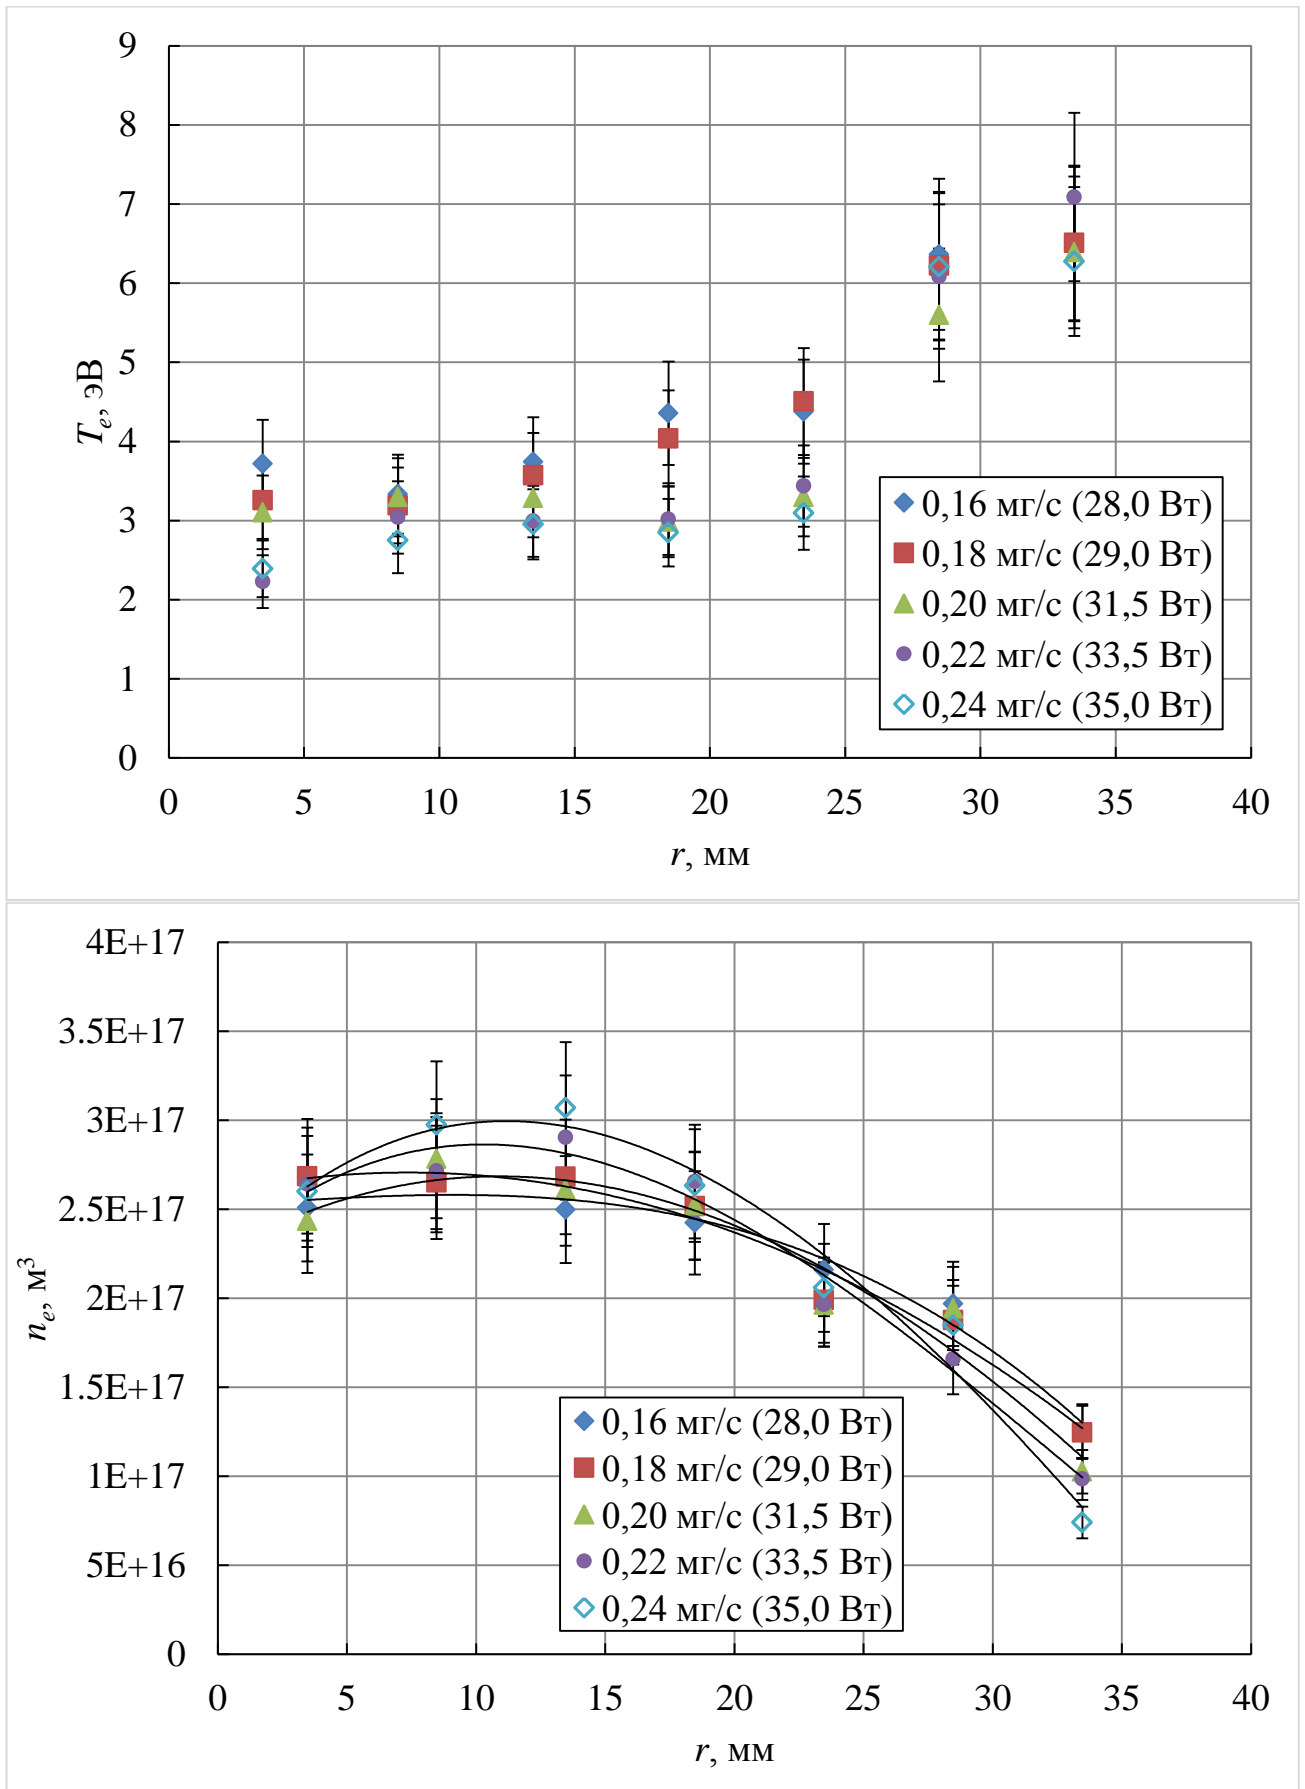 9
8
7
6
5
4
3
2
1
0
Tₑ, эВ
0,16 мг/с (28,0 Вт)
0,18 мг/с (29,0 Вт)
0,20 мг/с (31,5 Вт)
0,22 мг/с (33,5 Вт)
0,24 мг/с (35,0 Вт)
0 5 10 15 20 25 30 35 40
r, мм
4E+17
3.5E+17
3E+17
2.5E+17
2E+17
1.5E+17
1E+17
5E+16
0
nₑ, м³
0,16 мг/с (28,0 Вт)
0,18 мг/с (29,0 Вт)
0,20 мг/с (31,5 Вт)
0,22 мг/с (33,5 Вт)
0,24 мг/с (35,0 Вт)
0 5 10 15 20 25 30 35 40
r, мм